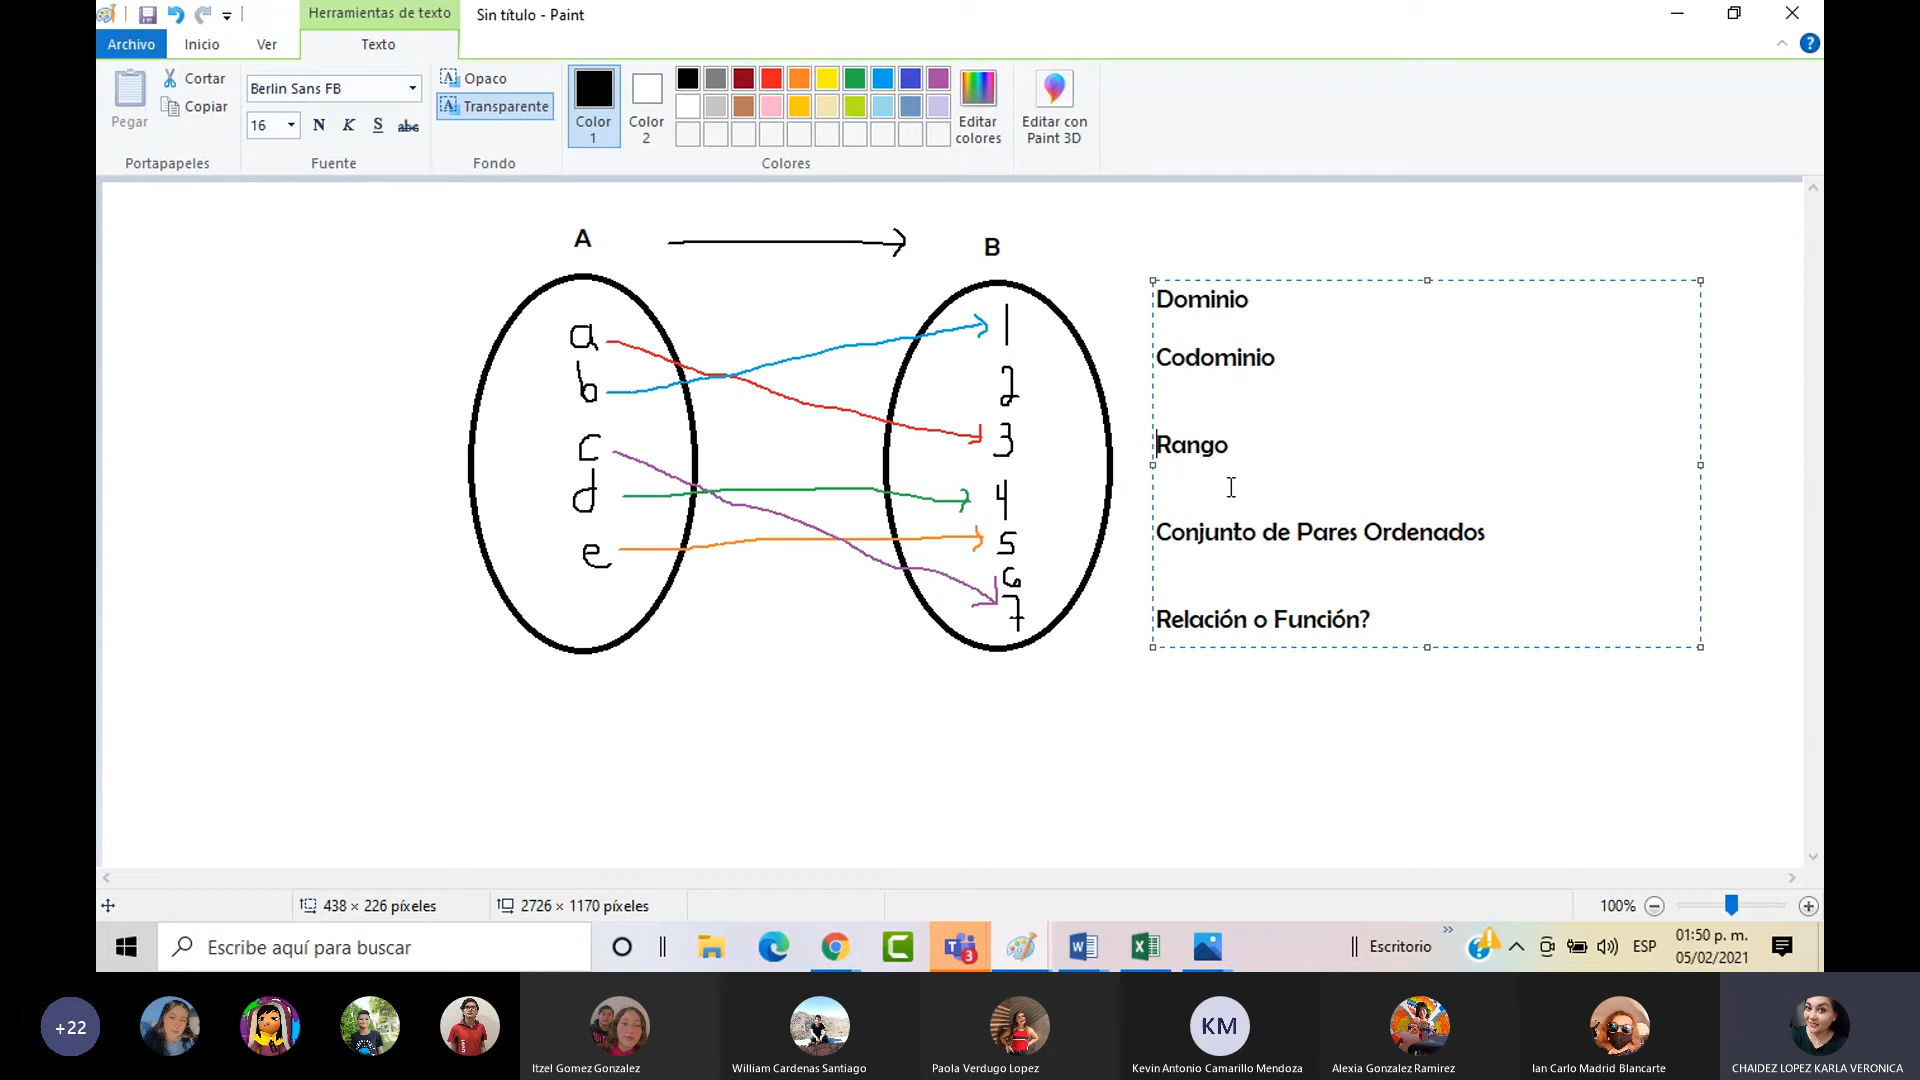 Herramientas de texto
Sin título - Paint
Archivo Inicio Ver Texto
Pegar
Cortar
Copiar
Portapapeles
Berlin Sans FB
16
N K S abc
Fuente
Opaco
Transparente
Fondo
Color 1
Color 2
Editar colores
Colores
Editar con Paint 3D
A
B
a
b
c
d
e
1
2
3
4
5
6
7
Dominio
Codominio
Rango
Conjunto de Pares Ordenados
Relación o Función?
438 × 226 píxeles
2726 × 1170 píxeles
100%
Escribe aquí para buscar
3
Escritorio
ESP
01:50 p. m.
05/02/2021
+22
KM
Itzel Gomez Gonzalez
William Cardenas Santiago
Paola Verdugo Lopez
Kevin Antonio Camarillo Mendoza
Alexia Gonzalez Ramirez
Ian Carlo Madrid Blancarte
CHAIDEZ LOPEZ KARLA VERONICA